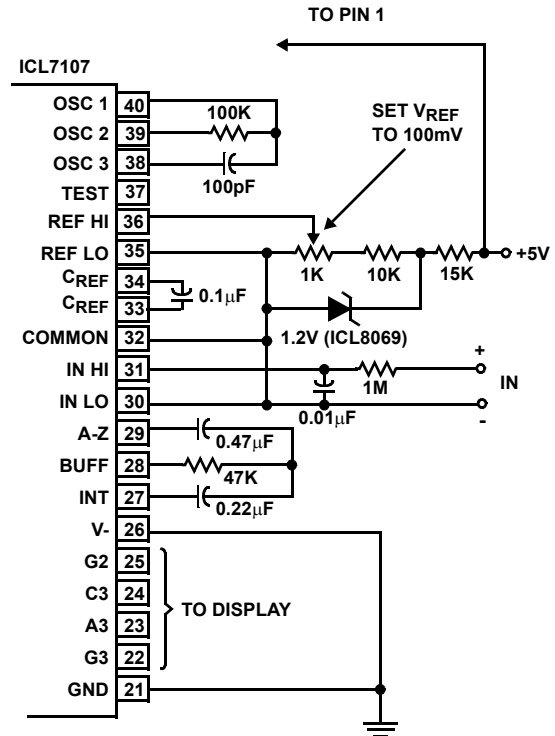 TO PIN 1
ICL7107
OSC 1 40
OSC 2 39
OSC 3 38
TEST 37
REF HI 36
REF LO 35
CREF 34
CREF 33
COMMON 32
IN HI 31
IN LO 30
A-Z 29
BUFF 28
INT 27
V- 26
G2 25
C3 24
A3 23
G3 22
GND 21
100K
100pF
SET VREF
TO 100mV
+5V
1K
10K
15K
0.1µF
1.2V (ICL8069)
+
1M
IN
0.01µF
-
0.47µF
47K
0.22µF
TO DISPLAY